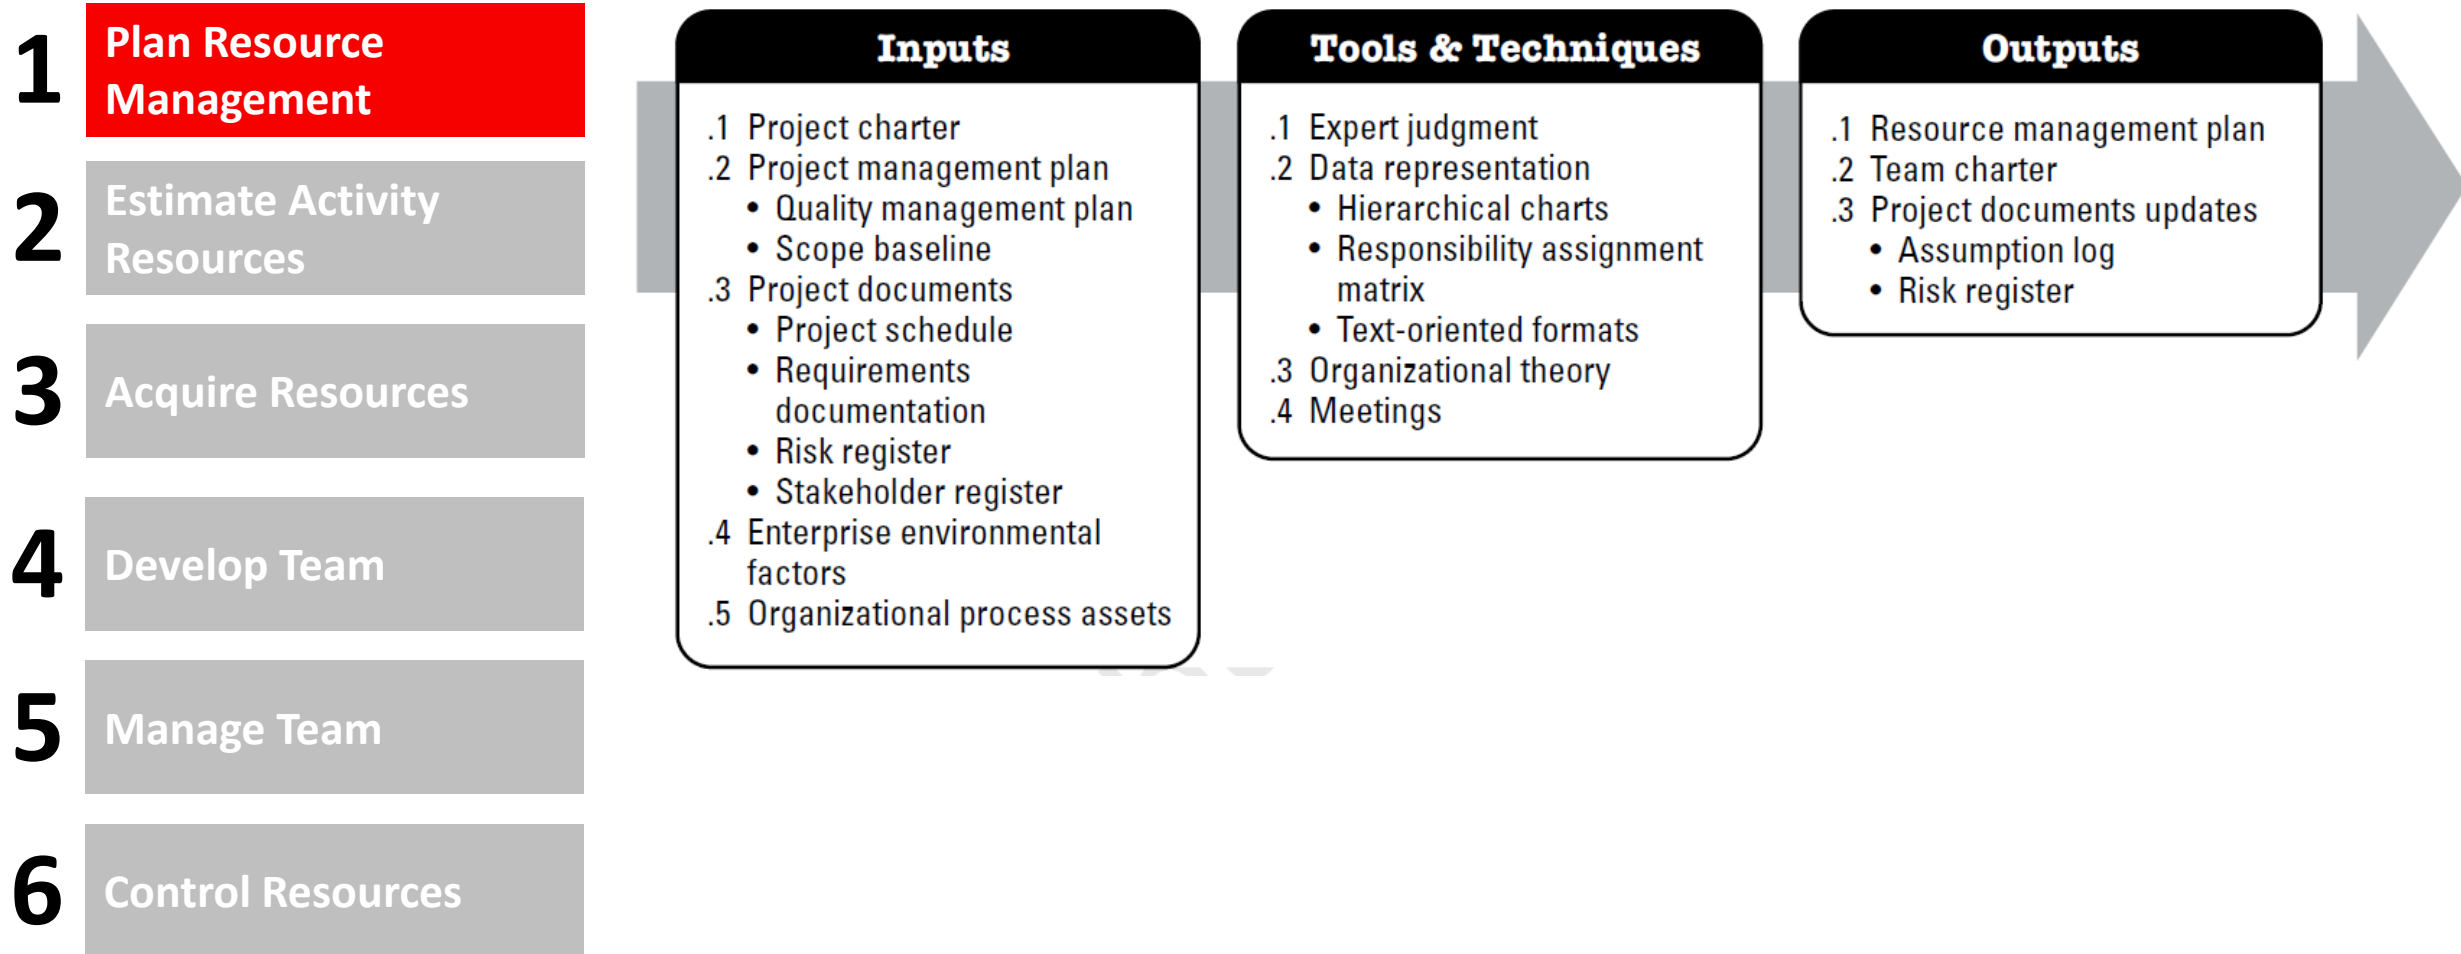 1
Plan Resource
Management
2
Estimate Activity
Resources
3
Acquire Resources
4
Develop Team
5
Manage Team
6
Control Resources
Inputs
.1 Project charter
.2 Project management plan
• Quality management plan
• Scope baseline
.3 Project documents
• Project schedule
• Requirements
documentation
• Risk register
• Stakeholder register
.4 Enterprise environmental
factors
.5 Organizational process assets
Tools & Techniques
.1 Expert judgment
.2 Data representation
• Hierarchical charts
• Responsibility assignment
matrix
• Text-oriented formats
.3 Organizational theory
.4 Meetings
Outputs
.1 Resource management plan
.2 Team charter
.3 Project documents updates
• Assumption log
• Risk register